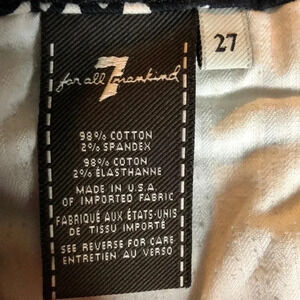 27
7
for all mankind
98% COTTON
2% SPANDEX
98% COTON
2% ÉLASTHANNE
MADE IN U.S.A.
OF IMPORTED FABRIC
FABRIQUÉ AUX ÉTATS-UNIS
DE TISSU IMPORTÉ
SEE REVERSE FOR CARE
ENTRETIEN AU VERSO